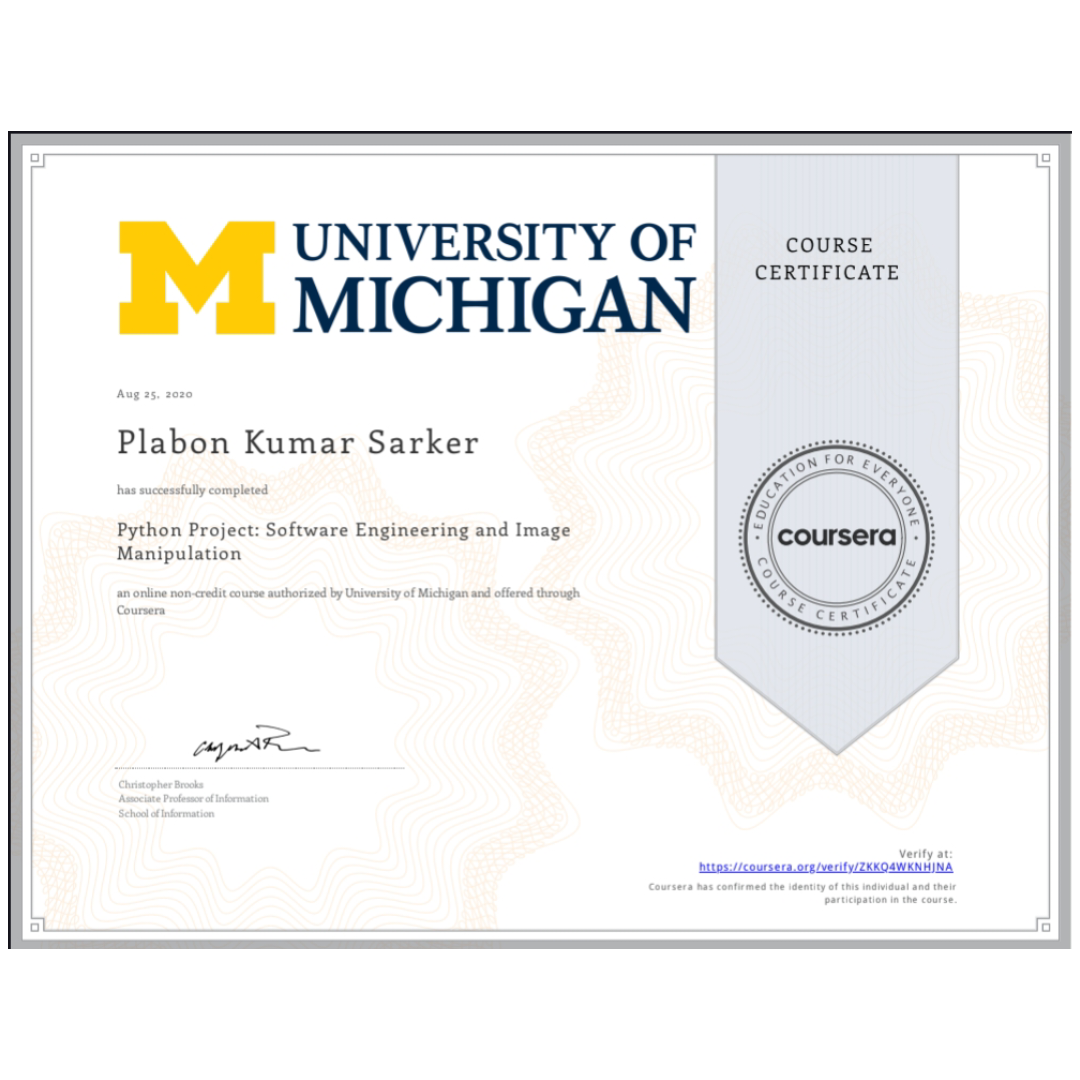 UNIVERSITY OF
MICHIGAN
COURSE
CERTIFICATE
Aug 25, 2020
Plabon Kumar Sarker
has successfully completed
Python Project: Software Engineering and Image
Manipulation
an online non-credit course authorized by University of Michigan and offered through
Coursera
EDUCATION FOR EVERYONE
coursera
COURSE CERTIFICATE
Christopher Brooks
Associate Professor of Information
School of Information
Verify at:
https://coursera.org/verify/ZKKQ4WKNHJNA
Coursera has confirmed the identity of this individual and their
participation in the course.